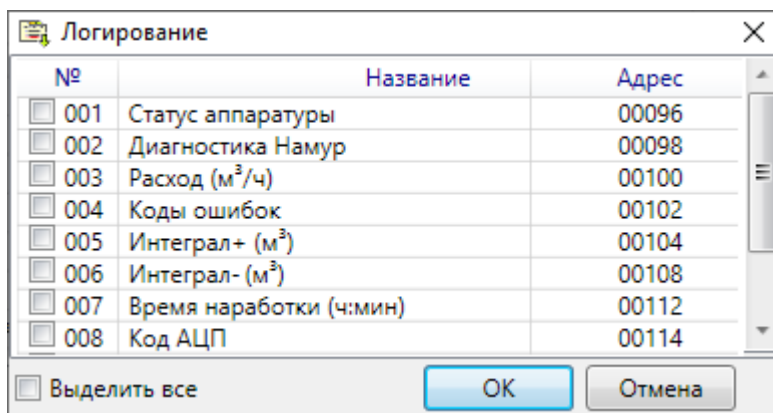 Логирование
№ Название Адрес
001 Статус аппаратуры 00096
002 Диагностика Намур 00098
003 Расход (м³/ч) 00100
004 Коды ошибок 00102
005 Интеграл+ (м³) 00104
006 Интеграл- (м³) 00108
007 Время наработки (ч:мин) 00112
008 Код АЦП 00114
Выделить все OK Отмена